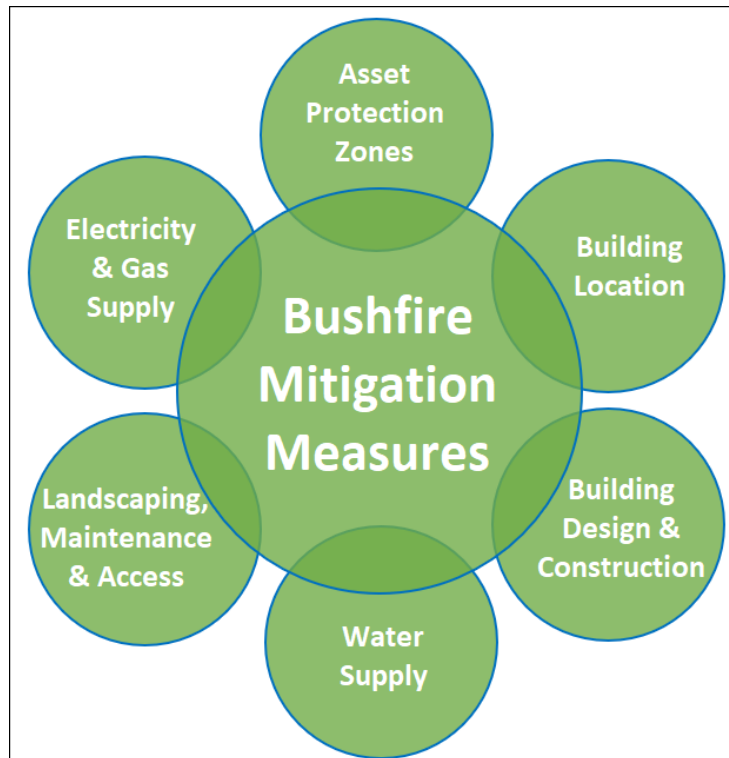 Asset
Protection
Zones
Electricity
& Gas
Supply
Building
Location
Bushfire
Mitigation
Measures
Landscaping,
Maintenance
& Access
Building
Design &
Construction
Water
Supply